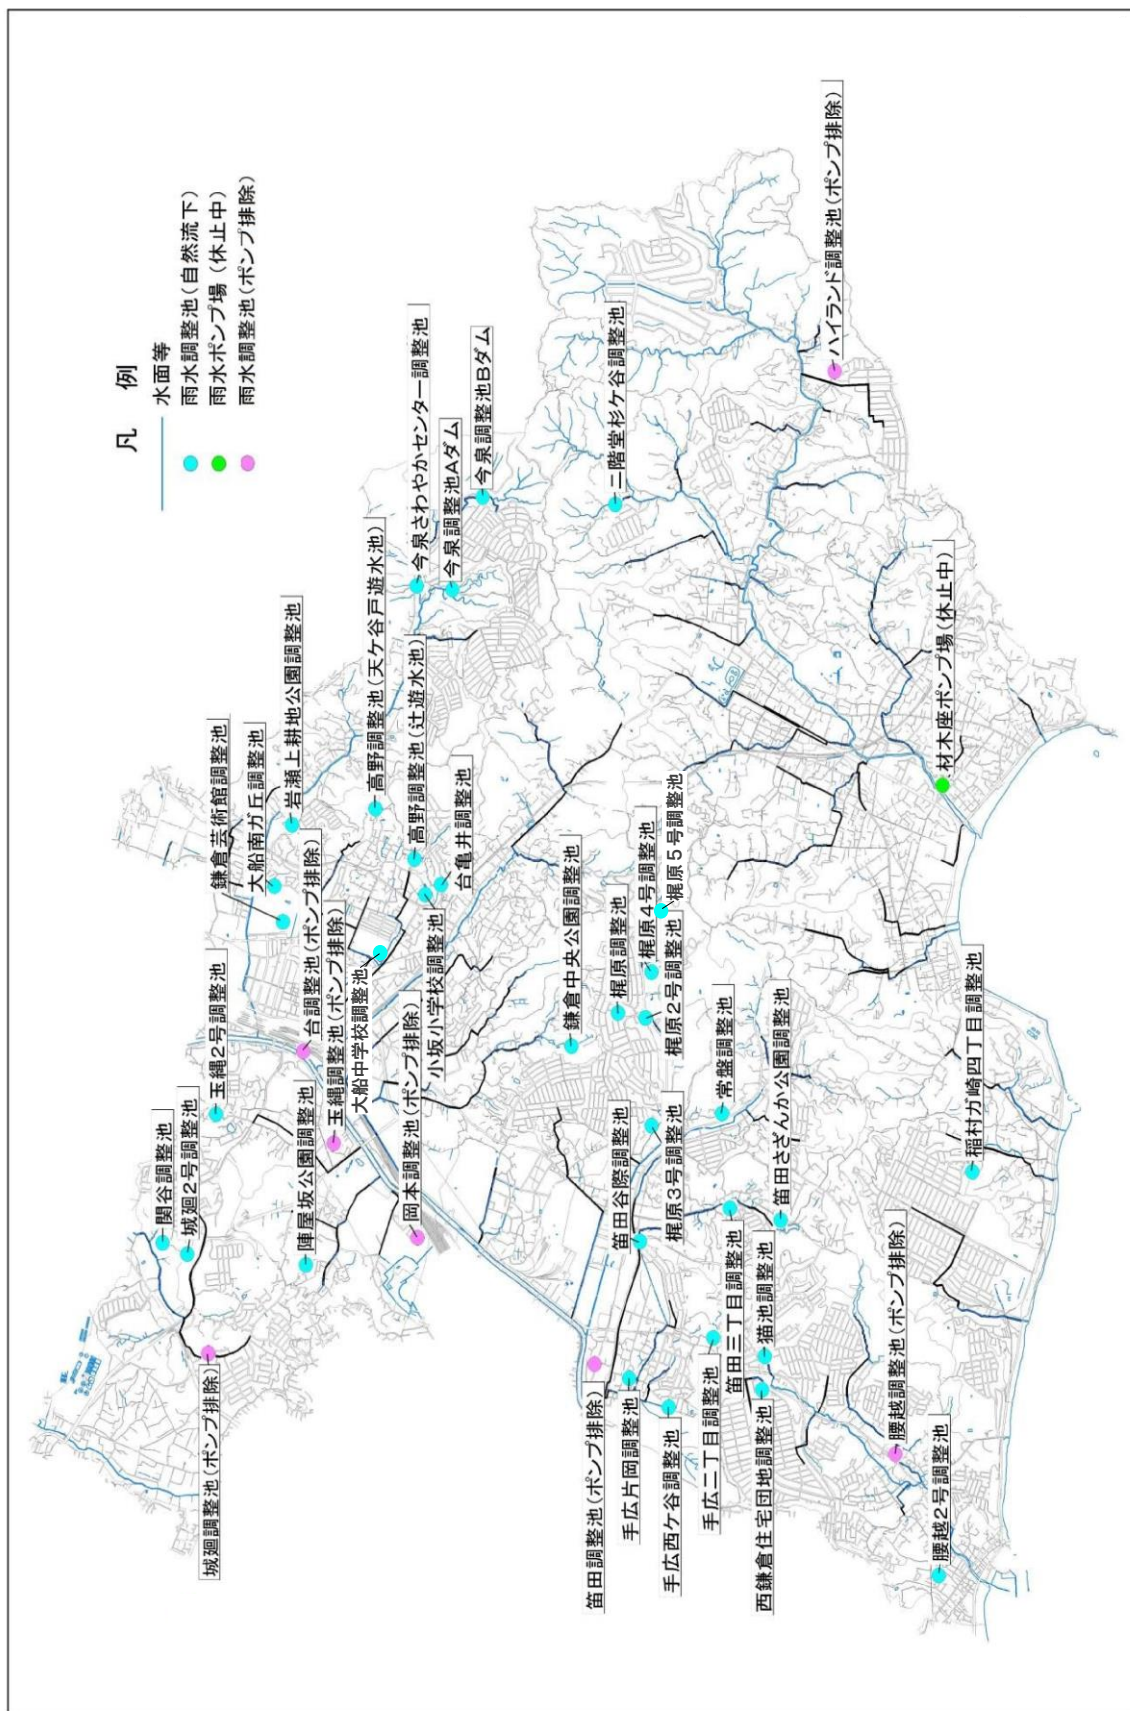 凡 例
水面等
雨水調整池(自然流下)
雨水ポンプ場(休止中)
雨水調整池(ポンプ排除)
関谷調整池
城廻2号調整池
玉縄2号調整池
城廻調整池(ポンプ排除)
陣屋坂公園調整池
鎌倉芸術館調整池
大船南ガ丘調整池
岩瀬上耕地公園調整池
台調整池(ポンプ排除)
玉縄調整池(ポンプ排除)
大船中学校調整池
岡本調整池(ポンプ排除)
高野調整池(天ケ谷戸遊水池)
高野調整池(辻遊水池)
小坂小学校調整池
台亀井調整池
今泉さわやかセンター調整池
今泉調整池Aダム
今泉調整池Bダム
二階堂杉ケ谷調整池
ハイランド調整池(ポンプ排除)
鎌倉中央公園調整池
梶原調整池
梶原4号調整池
梶原2号調整池
梶原5号調整池
笛田谷際調整池
梶原3号調整池
常盤調整池
笛田さざんか公園調整池
笛田調整池(ポンプ排除)
手広片岡調整池
手広西ケ谷調整池
手広二丁目調整池
笛田三丁目調整池
猫池調整池
西鎌倉住宅団地調整池
腰越調整池(ポンプ排除)
腰越2号調整池
稲村ガ崎四丁目調整池
材木座ポンプ場(休止中)